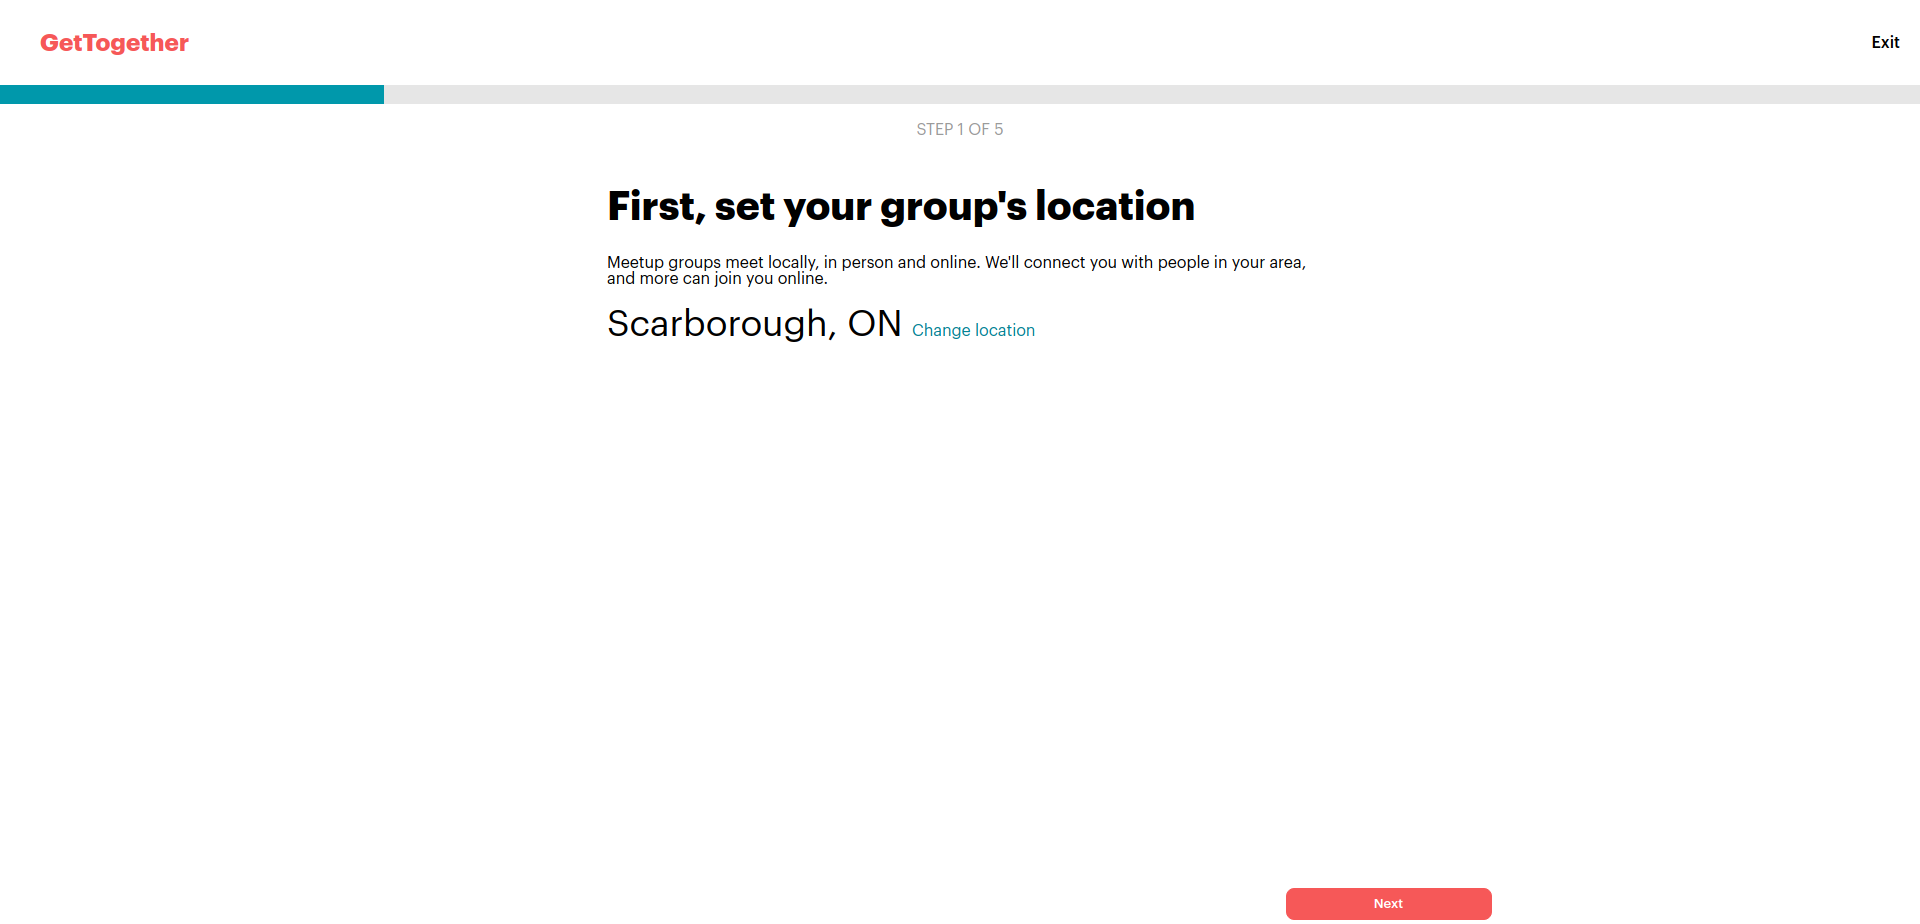 GetTogether
Exit
STEP 1 OF 5
First, set your group's location
Meetup groups meet locally, in person and online. We'll connect you with people in your area,
and more can join you online.
Scarborough, ON Change location
Next